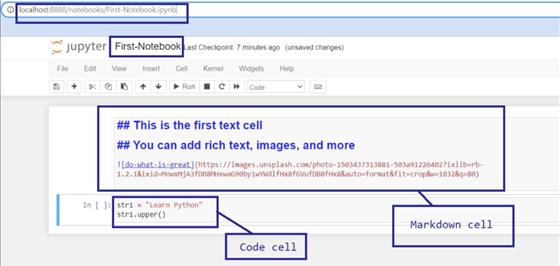 localhost:8888/notebooks/First-Notebook.ipynb
jupyter First-Notebook Last Checkpoint: 7 minutes ago (unsaved changes)
File Edit View Insert Cell Kernel Widgets Help
Run Code
## This is the first text cell
## You can add rich text, images, and more
![do-what-is-great](https://images.unsplash.com/photo-1503437313881-503a91226402?ixlib=rb-
1.2.1&ixid=MnwxMjA3fDB8MHxwaG90by1wYWdlfHx8fGVufDB8fHx8&auto=format&fit=crop&w=1032&q=80)
In [ ]: str1 = "Learn Python"
str1.upper()
Markdown cell
Code cell